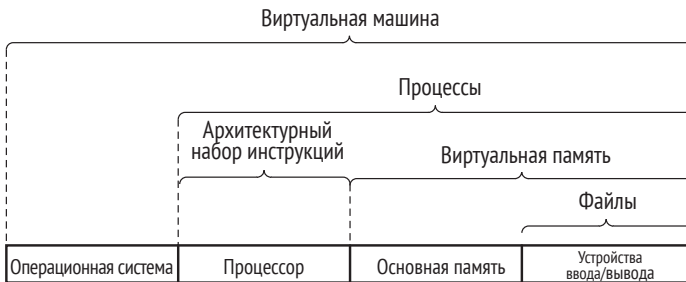 Виртуальная машина
Процессы
Архитектурный
набор инструкций
Виртуальная память
Файлы
Операционная система
Процессор
Основная память
Устройства
ввода/вывода